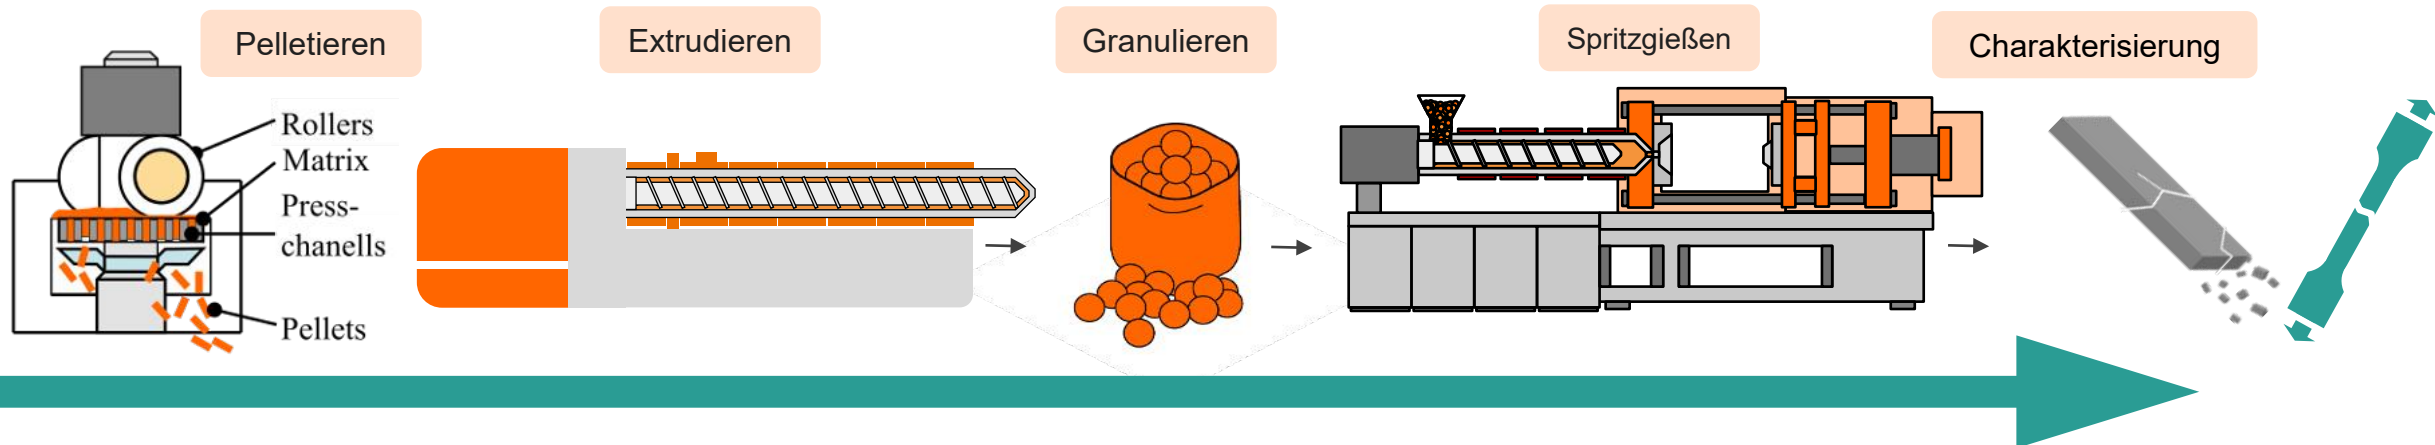 Pelletieren
Extrudieren
Granulieren
Spritzgießen
Charakterisierung
Rollers
Matrix
Press-
chanells
Pellets